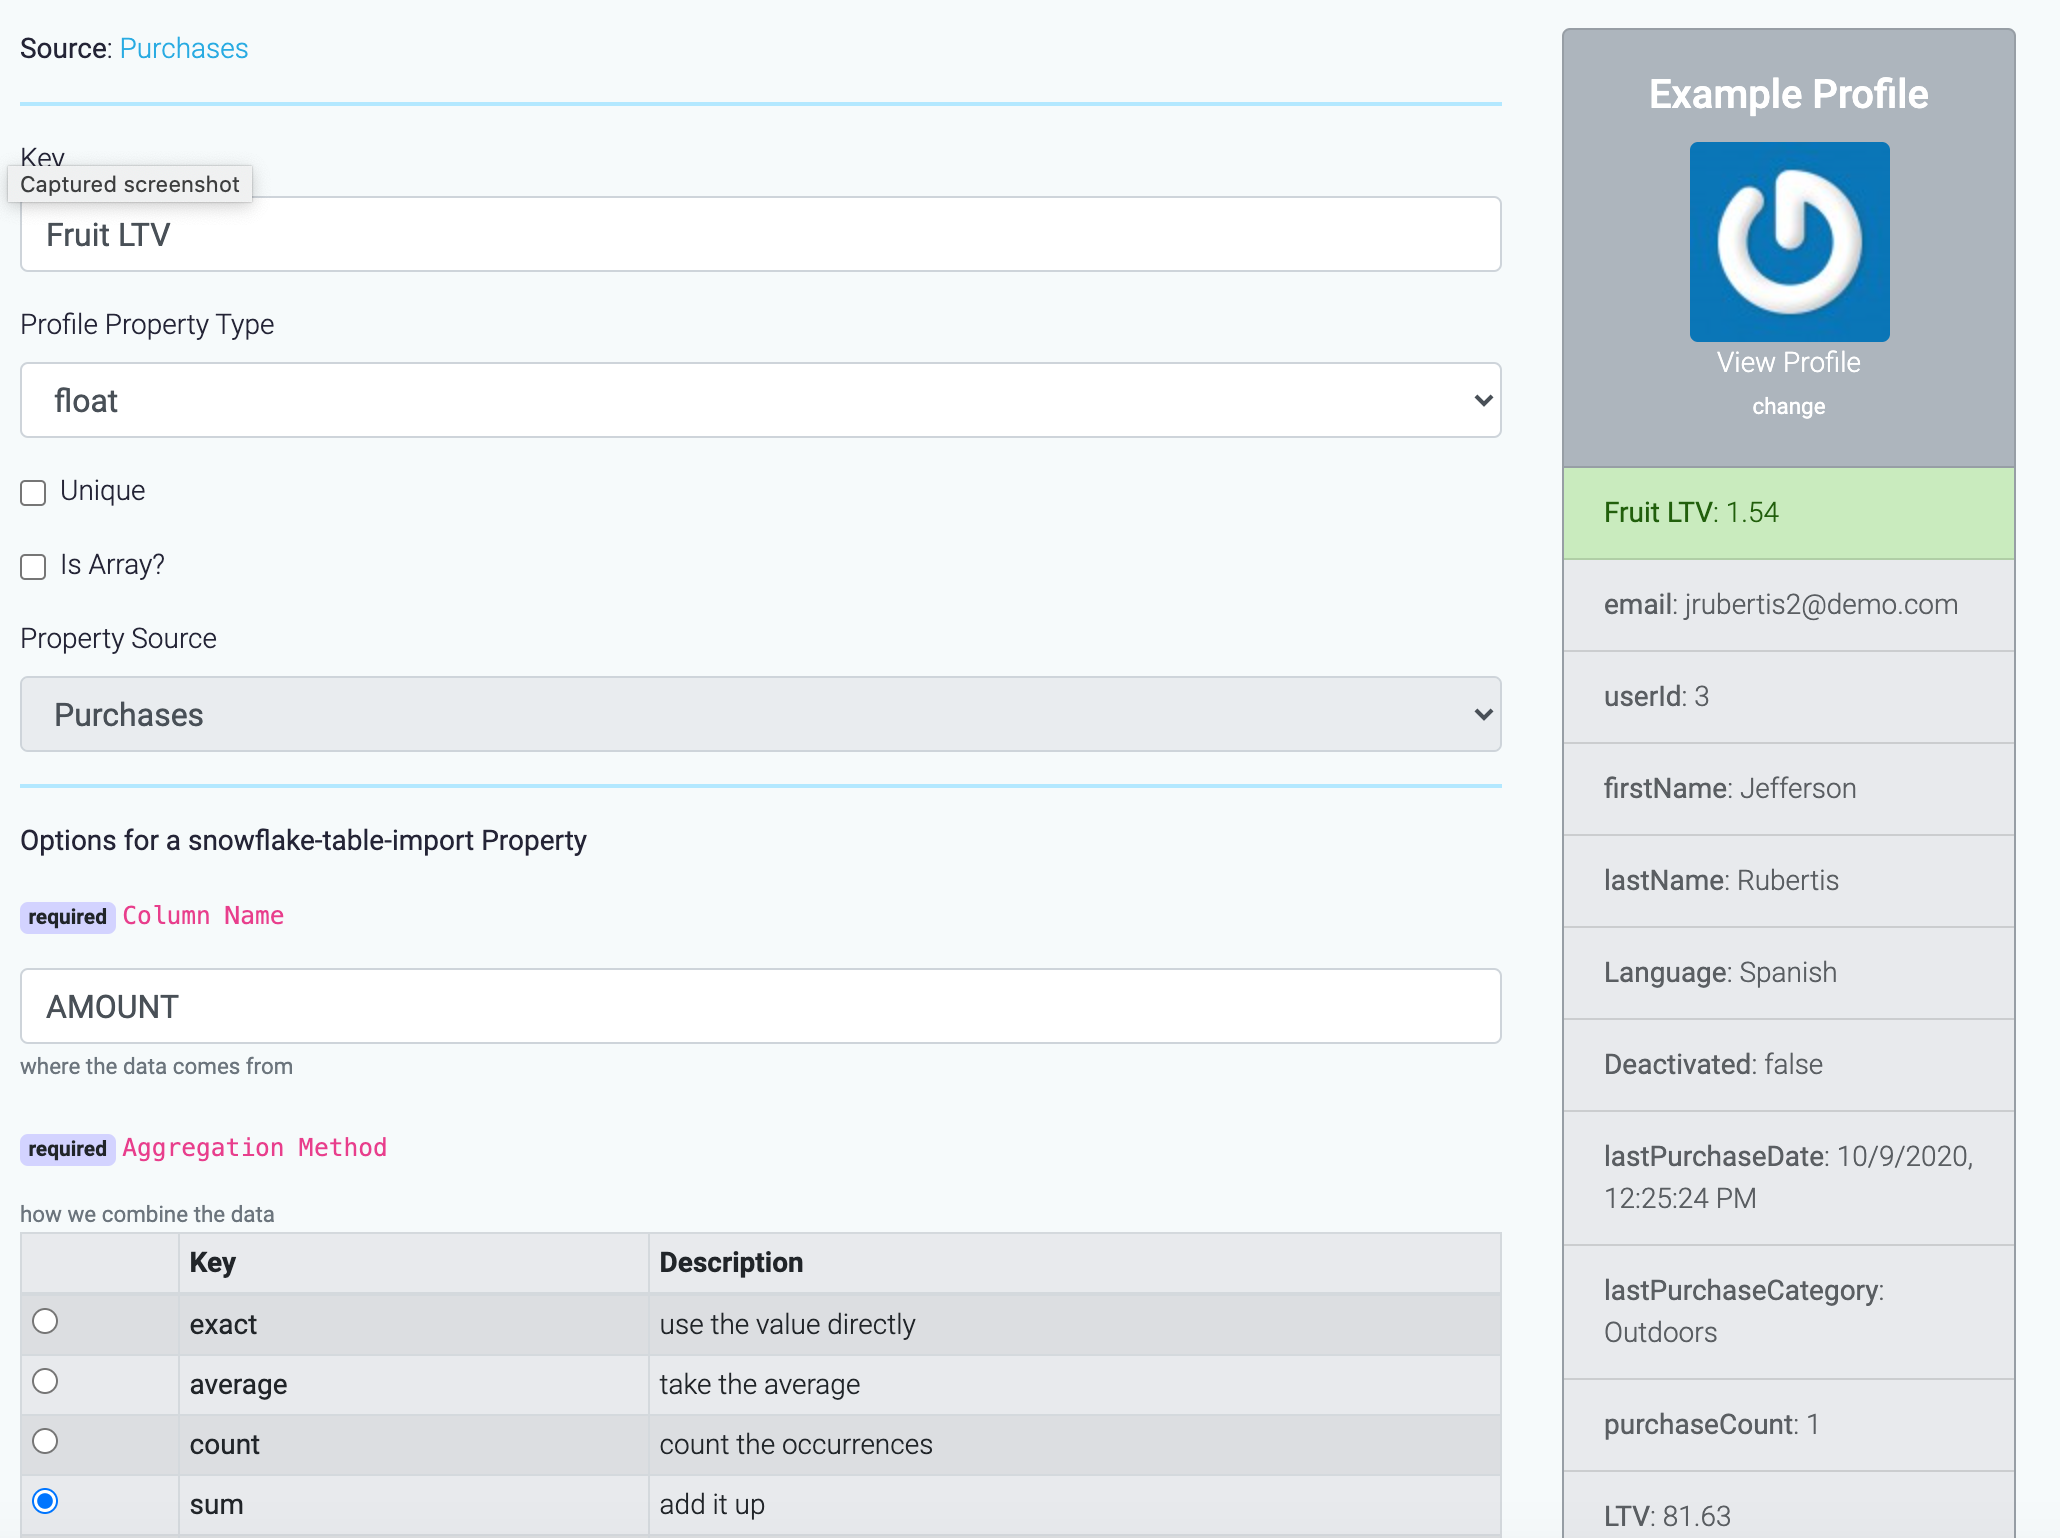 Source: Purchases
Key
Captured screenshot
Fruit LTV
Profile Property Type
float
Unique
Is Array?
Property Source
Purchases
Options for a snowflake-table-import Property
required Column Name
AMOUNT
where the data comes from
required Aggregation Method
how we combine the data
Key Description
exact use the value directly
average take the average
count count the occurrences
sum add it up
Example Profile
View Profile
change
Fruit LTV: 1.54
email: jrubertis2@demo.com
userId: 3
firstName: Jefferson
lastName: Rubertis
Language: Spanish
Deactivated: false
lastPurchaseDate: 10/9/2020,
12:25:24 PM
lastPurchaseCategory:
Outdoors
purchaseCount: 1
LTV: 81.63